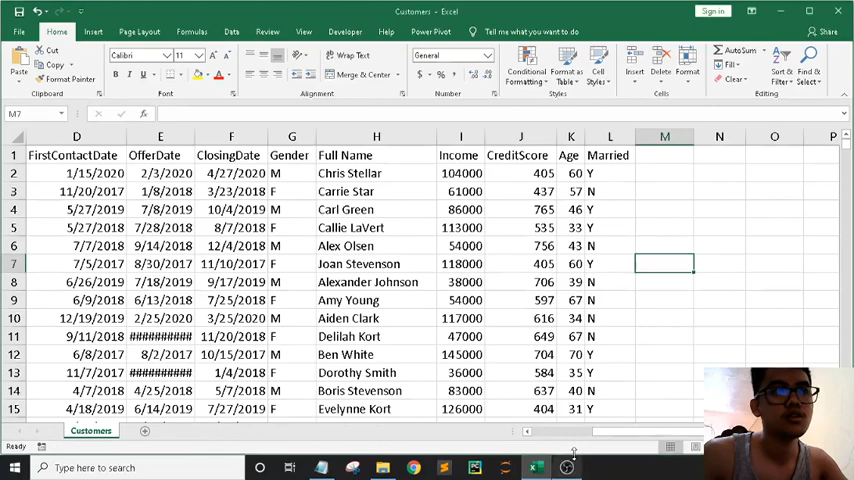 Customers - Excel
Sign in
File Home Insert Page Layout Formulas Data Review View Developer Help Power Pivot Tell me what you want to do Share
Cut
Copy
Format Painter
Paste
Clipboard
Calibri 11
B I U
Font
Wrap Text
Merge & Center
Alignment
General
$ % ,
Number
Conditional Formatting
Format as Table
Cell Styles
Styles
Insert Delete Format
Cells
AutoSum
Fill
Clear
Sort & Filter
Find & Select
Editing
M7
fx
D E F G H I J K L M N O P
1 FirstContactDate OfferDate ClosingDate Gender Full Name Income CreditScore Age Married
2 1/15/2020 2/3/2020 4/27/2020 M Chris Stellar 104000 405 60 Y
3 11/20/2017 1/8/2018 3/23/2018 F Carrie Star 61000 437 57 N
4 5/27/2019 7/8/2019 10/4/2019 M Carl Green 86000 765 46 Y
5 5/27/2018 7/28/2018 8/7/2018 F Callie LaVert 113000 535 33 Y
6 7/7/2018 9/14/2018 12/4/2018 M Alex Olsen 54000 756 43 N
7 7/5/2017 8/30/2017 11/10/2017 F Joan Stevenson 118000 405 60 Y
8 6/26/2019 7/18/2019 9/17/2019 M Alexander Johnson 38000 706 39 N
9 6/9/2018 6/13/2018 7/25/2018 F Amy Young 54000 597 67 N
10 12/19/2019 2/25/2020 3/25/2020 M Aiden Clark 117000 616 34 N
11 9/11/2018 ########## 11/20/2018 F Delilah Kort 47000 649 67 N
12 6/8/2017 8/2/2017 10/15/2017 M Ben White 145000 704 70 Y
13 11/7/2017 ########## 1/4/2018 F Dorothy Smith 36000 584 35 Y
14 4/7/2018 4/25/2018 5/7/2018 M Boris Stevenson 83000 637 40 N
15 4/18/2019 6/14/2019 7/27/2019 F Evelynne Kort 126000 404 31 Y
Customers
Ready
Type here to search